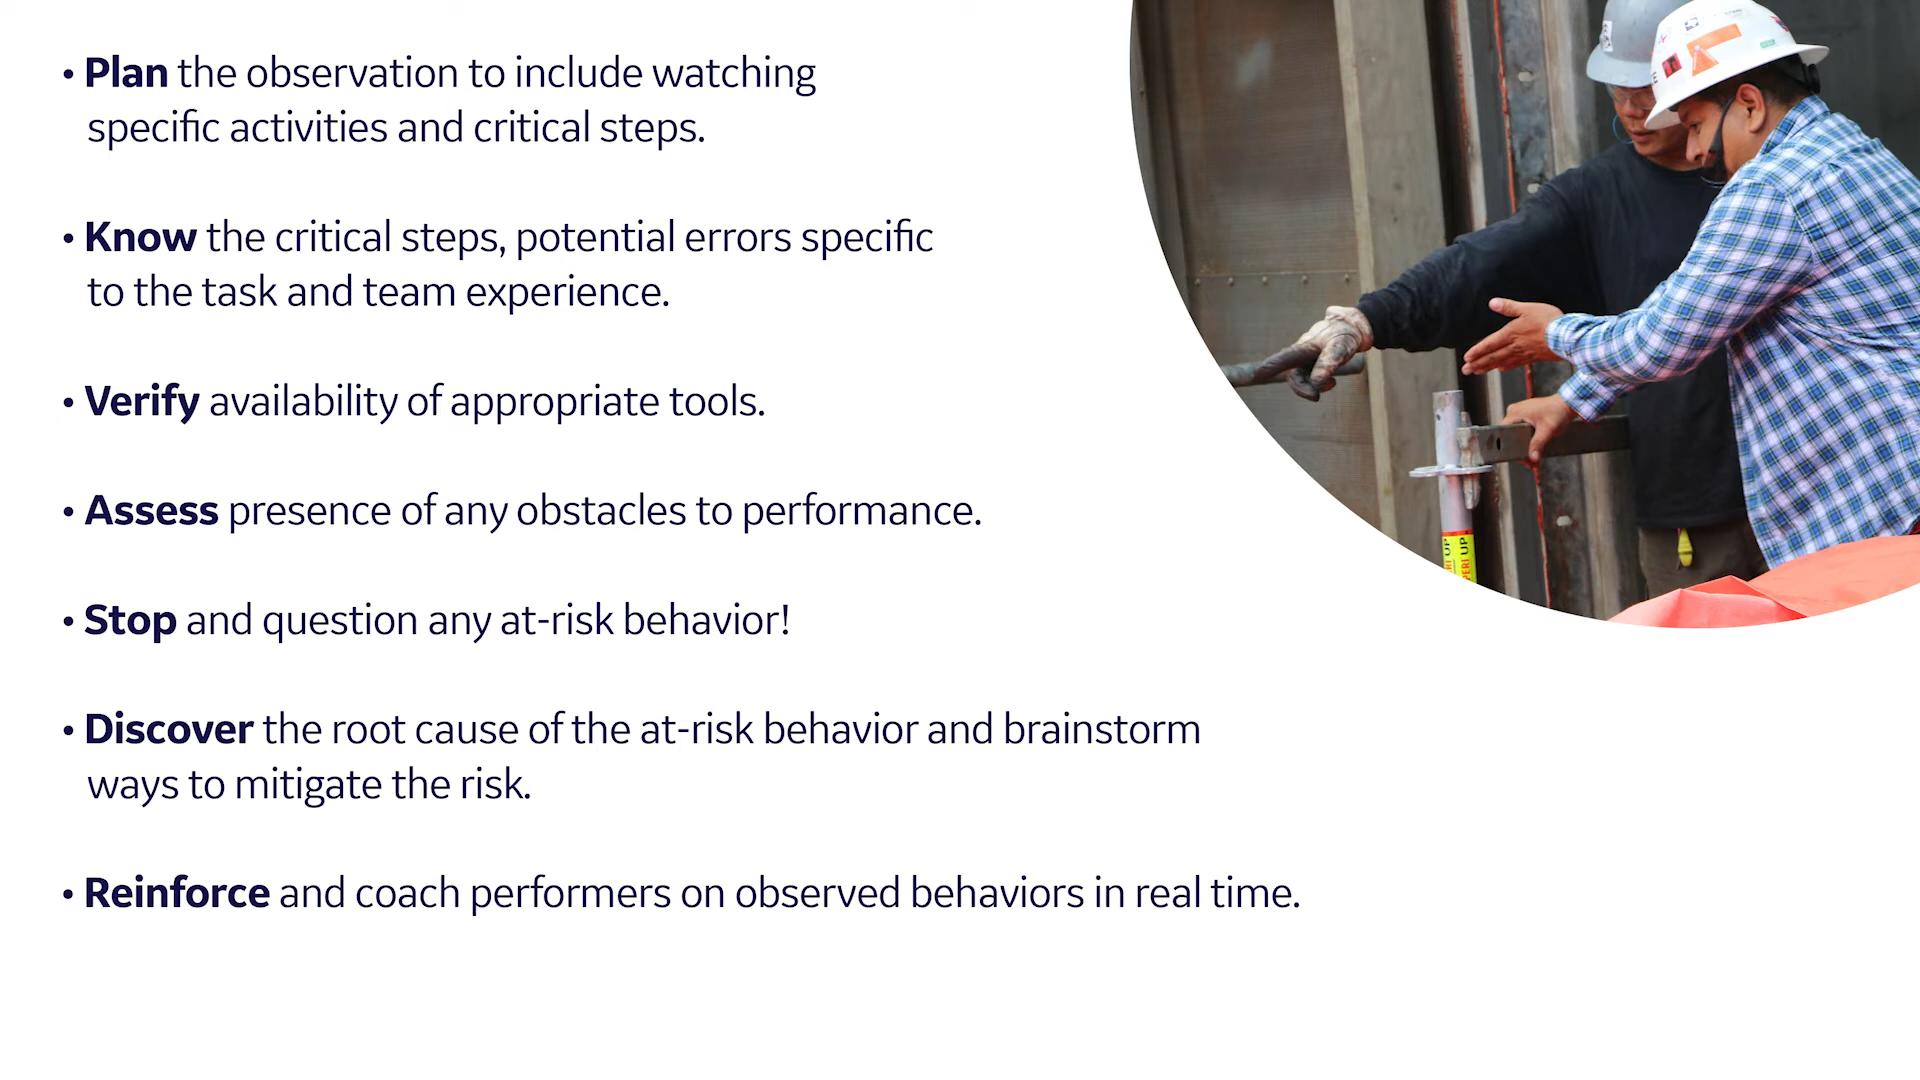 • Plan the observation to include watching
specific activities and critical steps.
• Know the critical steps, potential errors specific
to the task and team experience.
• Verify availability of appropriate tools.
• Assess presence of any obstacles to performance.
• Stop and question any at-risk behavior!
• Discover the root cause of the at-risk behavior and brainstorm
ways to mitigate the risk.
• Reinforce and coach performers on observed behaviors in real time.
PERI UP